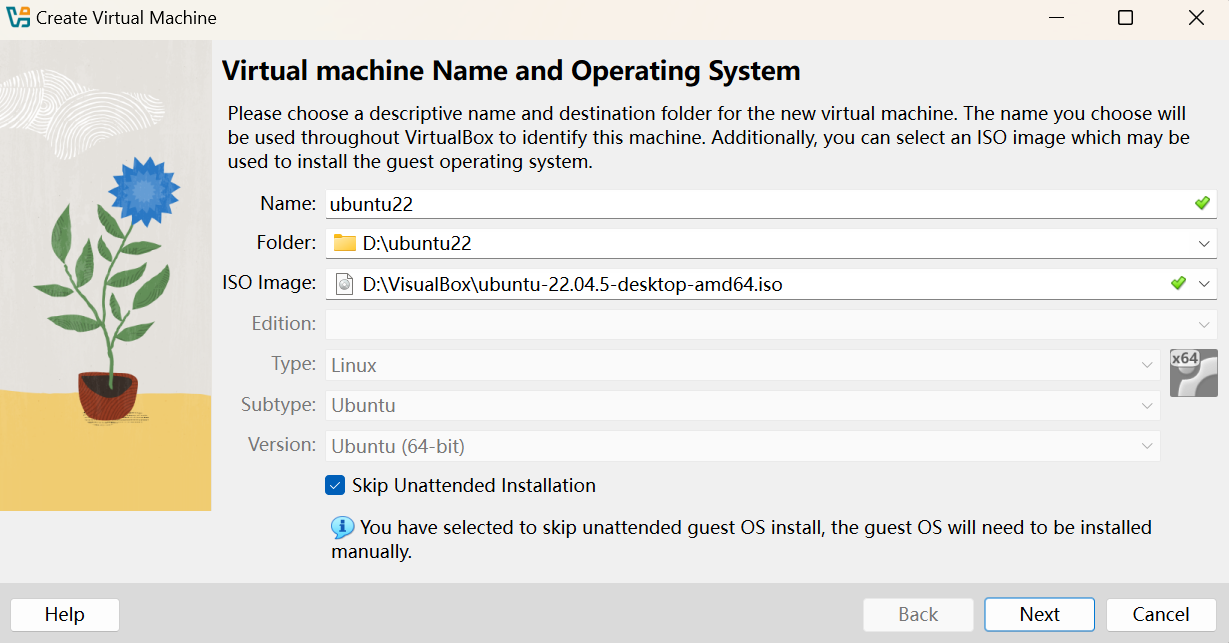 Create Virtual Machine
Virtual machine Name and Operating System
Please choose a descriptive name and destination folder for the new virtual machine. The name you choose will
be used throughout VirtualBox to identify this machine. Additionally, you can select an ISO image which may be
used to install the guest operating system.
Name: ubuntu22
Folder: D:\ubuntu22
ISO Image: D:\VisualBox\ubuntu-22.04.5-desktop-amd64.iso
Edition:
Type: Linux
x64
Subtype: Ubuntu
Version: Ubuntu (64-bit)
Skip Unattended Installation
You have selected to skip unattended guest OS install, the guest OS will need to be installed
manually.
Help Back Next Cancel